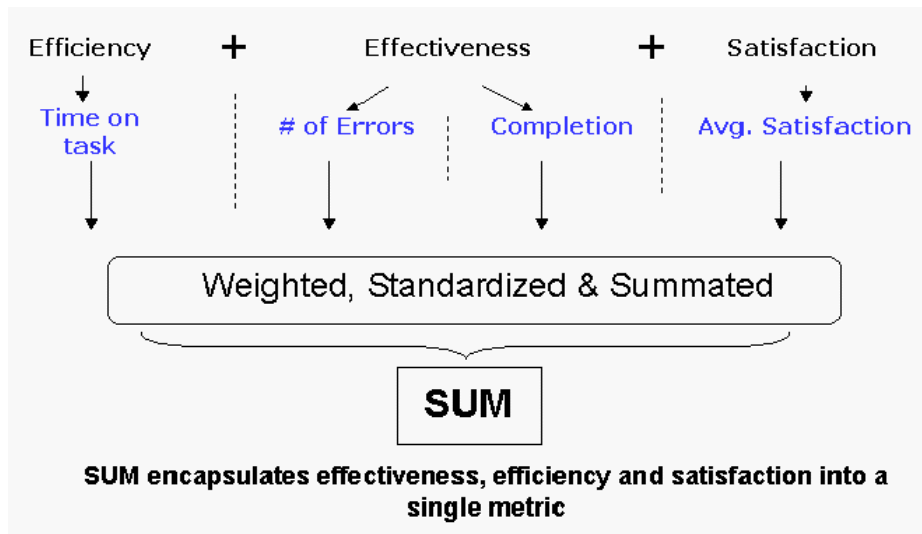 Efficiency + Effectiveness + Satisfaction
Time on
task
# of Errors
Completion
Avg. Satisfaction
Weighted, Standardized & Summated
SUM
SUM encapsulates effectiveness, efficiency and satisfaction into a
single metric